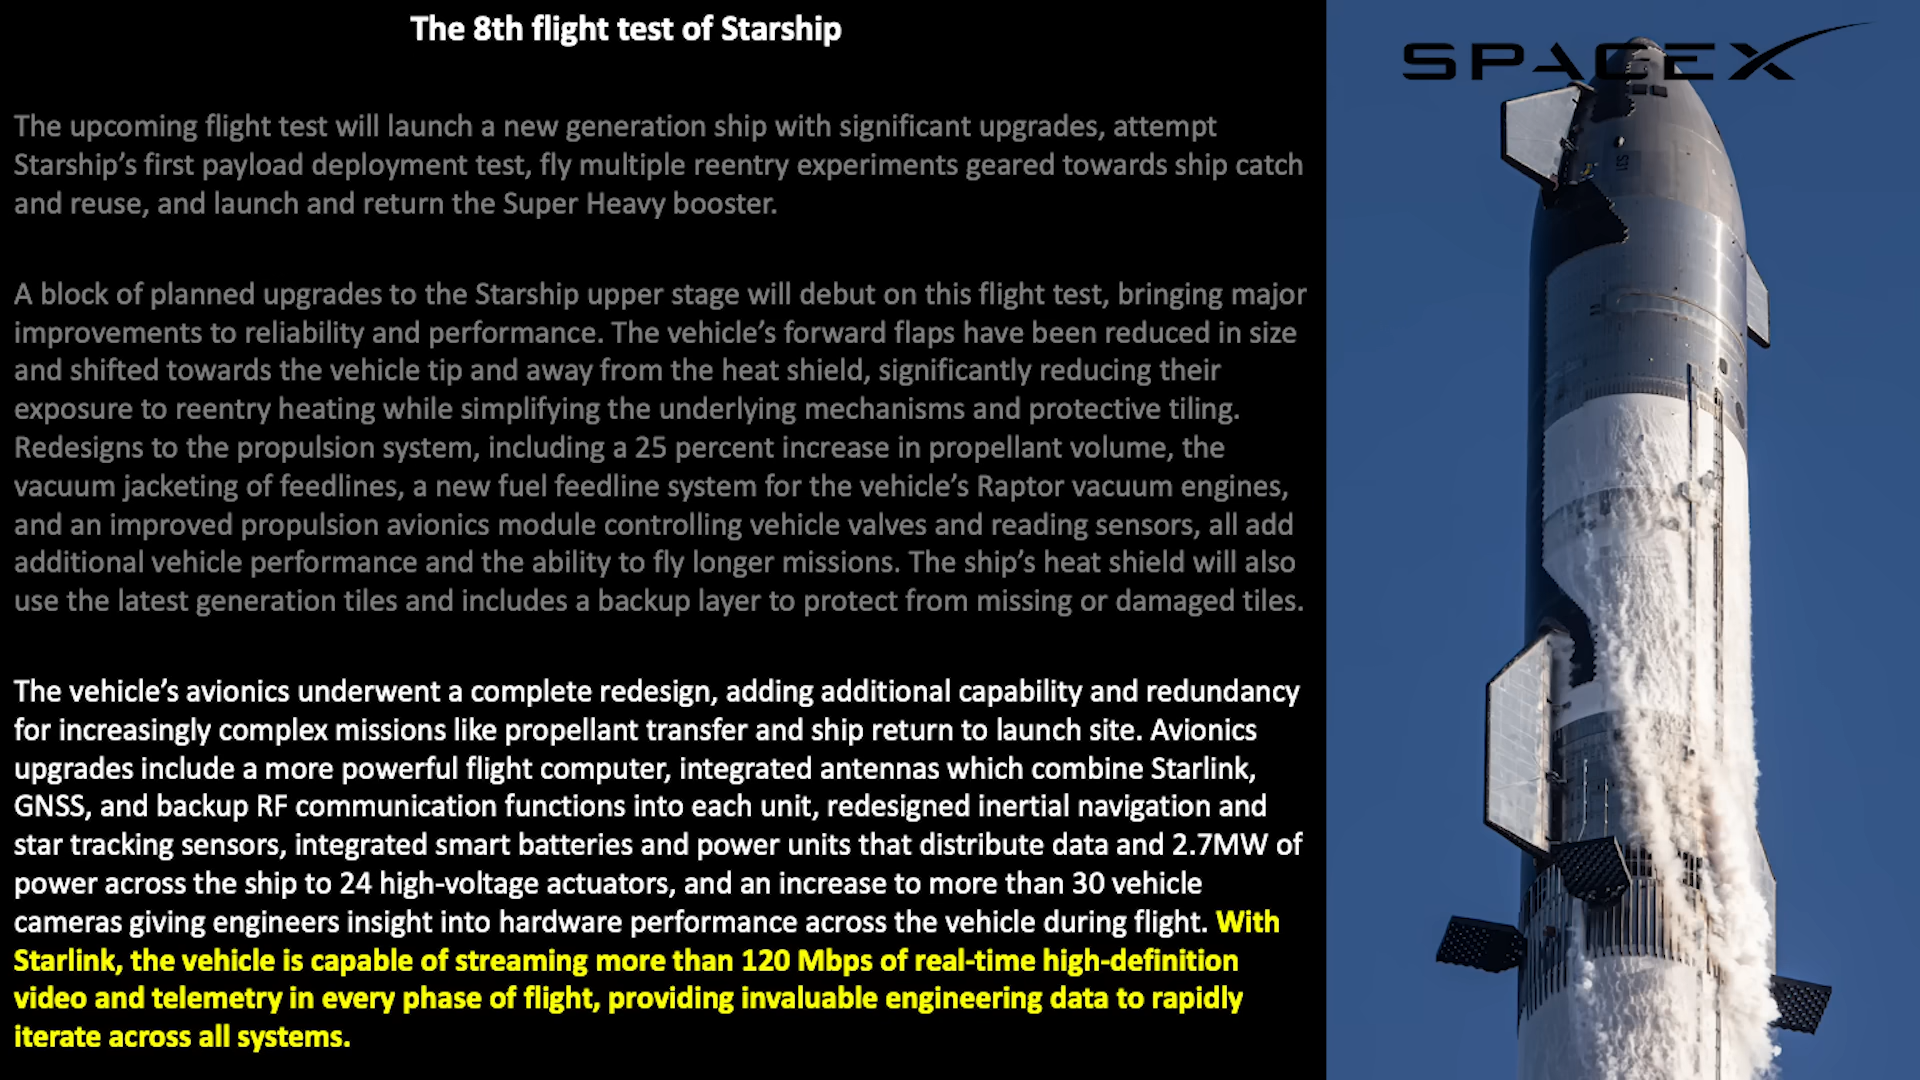 The 8th flight test of Starship
SPACEX
The upcoming flight test will launch a new generation ship with significant upgrades, attempt
Starship’s first payload deployment test, fly multiple reentry experiments geared towards ship catch
and reuse, and launch and return the Super Heavy booster.
A block of planned upgrades to the Starship upper stage will debut on this flight test, bringing major
improvements to reliability and performance. The vehicle’s forward flaps have been reduced in size
and shifted towards the vehicle tip and away from the heat shield, significantly reducing their
exposure to reentry heating while simplifying the underlying mechanisms and protective tiling.
Redesigns to the propulsion system, including a 25 percent increase in propellant volume, the
vacuum jacketing of feedlines, a new fuel feedline system for the vehicle’s Raptor vacuum engines,
and an improved propulsion avionics module controlling vehicle valves and reading sensors, all add
additional vehicle performance and the ability to fly longer missions. The ship’s heat shield will also
use the latest generation tiles and includes a backup layer to protect from missing or damaged tiles.
The vehicle’s avionics underwent a complete redesign, adding additional capability and redundancy
for increasingly complex missions like propellant transfer and ship return to launch site. Avionics
upgrades include a more powerful flight computer, integrated antennas which combine Starlink,
GNSS, and backup RF communication functions into each unit, redesigned inertial navigation and
star tracking sensors, integrated smart batteries and power units that distribute data and 2.7MW of
power across the ship to 24 high-voltage actuators, and an increase to more than 30 vehicle
cameras giving engineers insight into hardware performance across the vehicle during flight. With
Starlink, the vehicle is capable of streaming more than 120 Mbps of real-time high-definition
video and telemetry in every phase of flight, providing invaluable engineering data to rapidly
iterate across all systems.